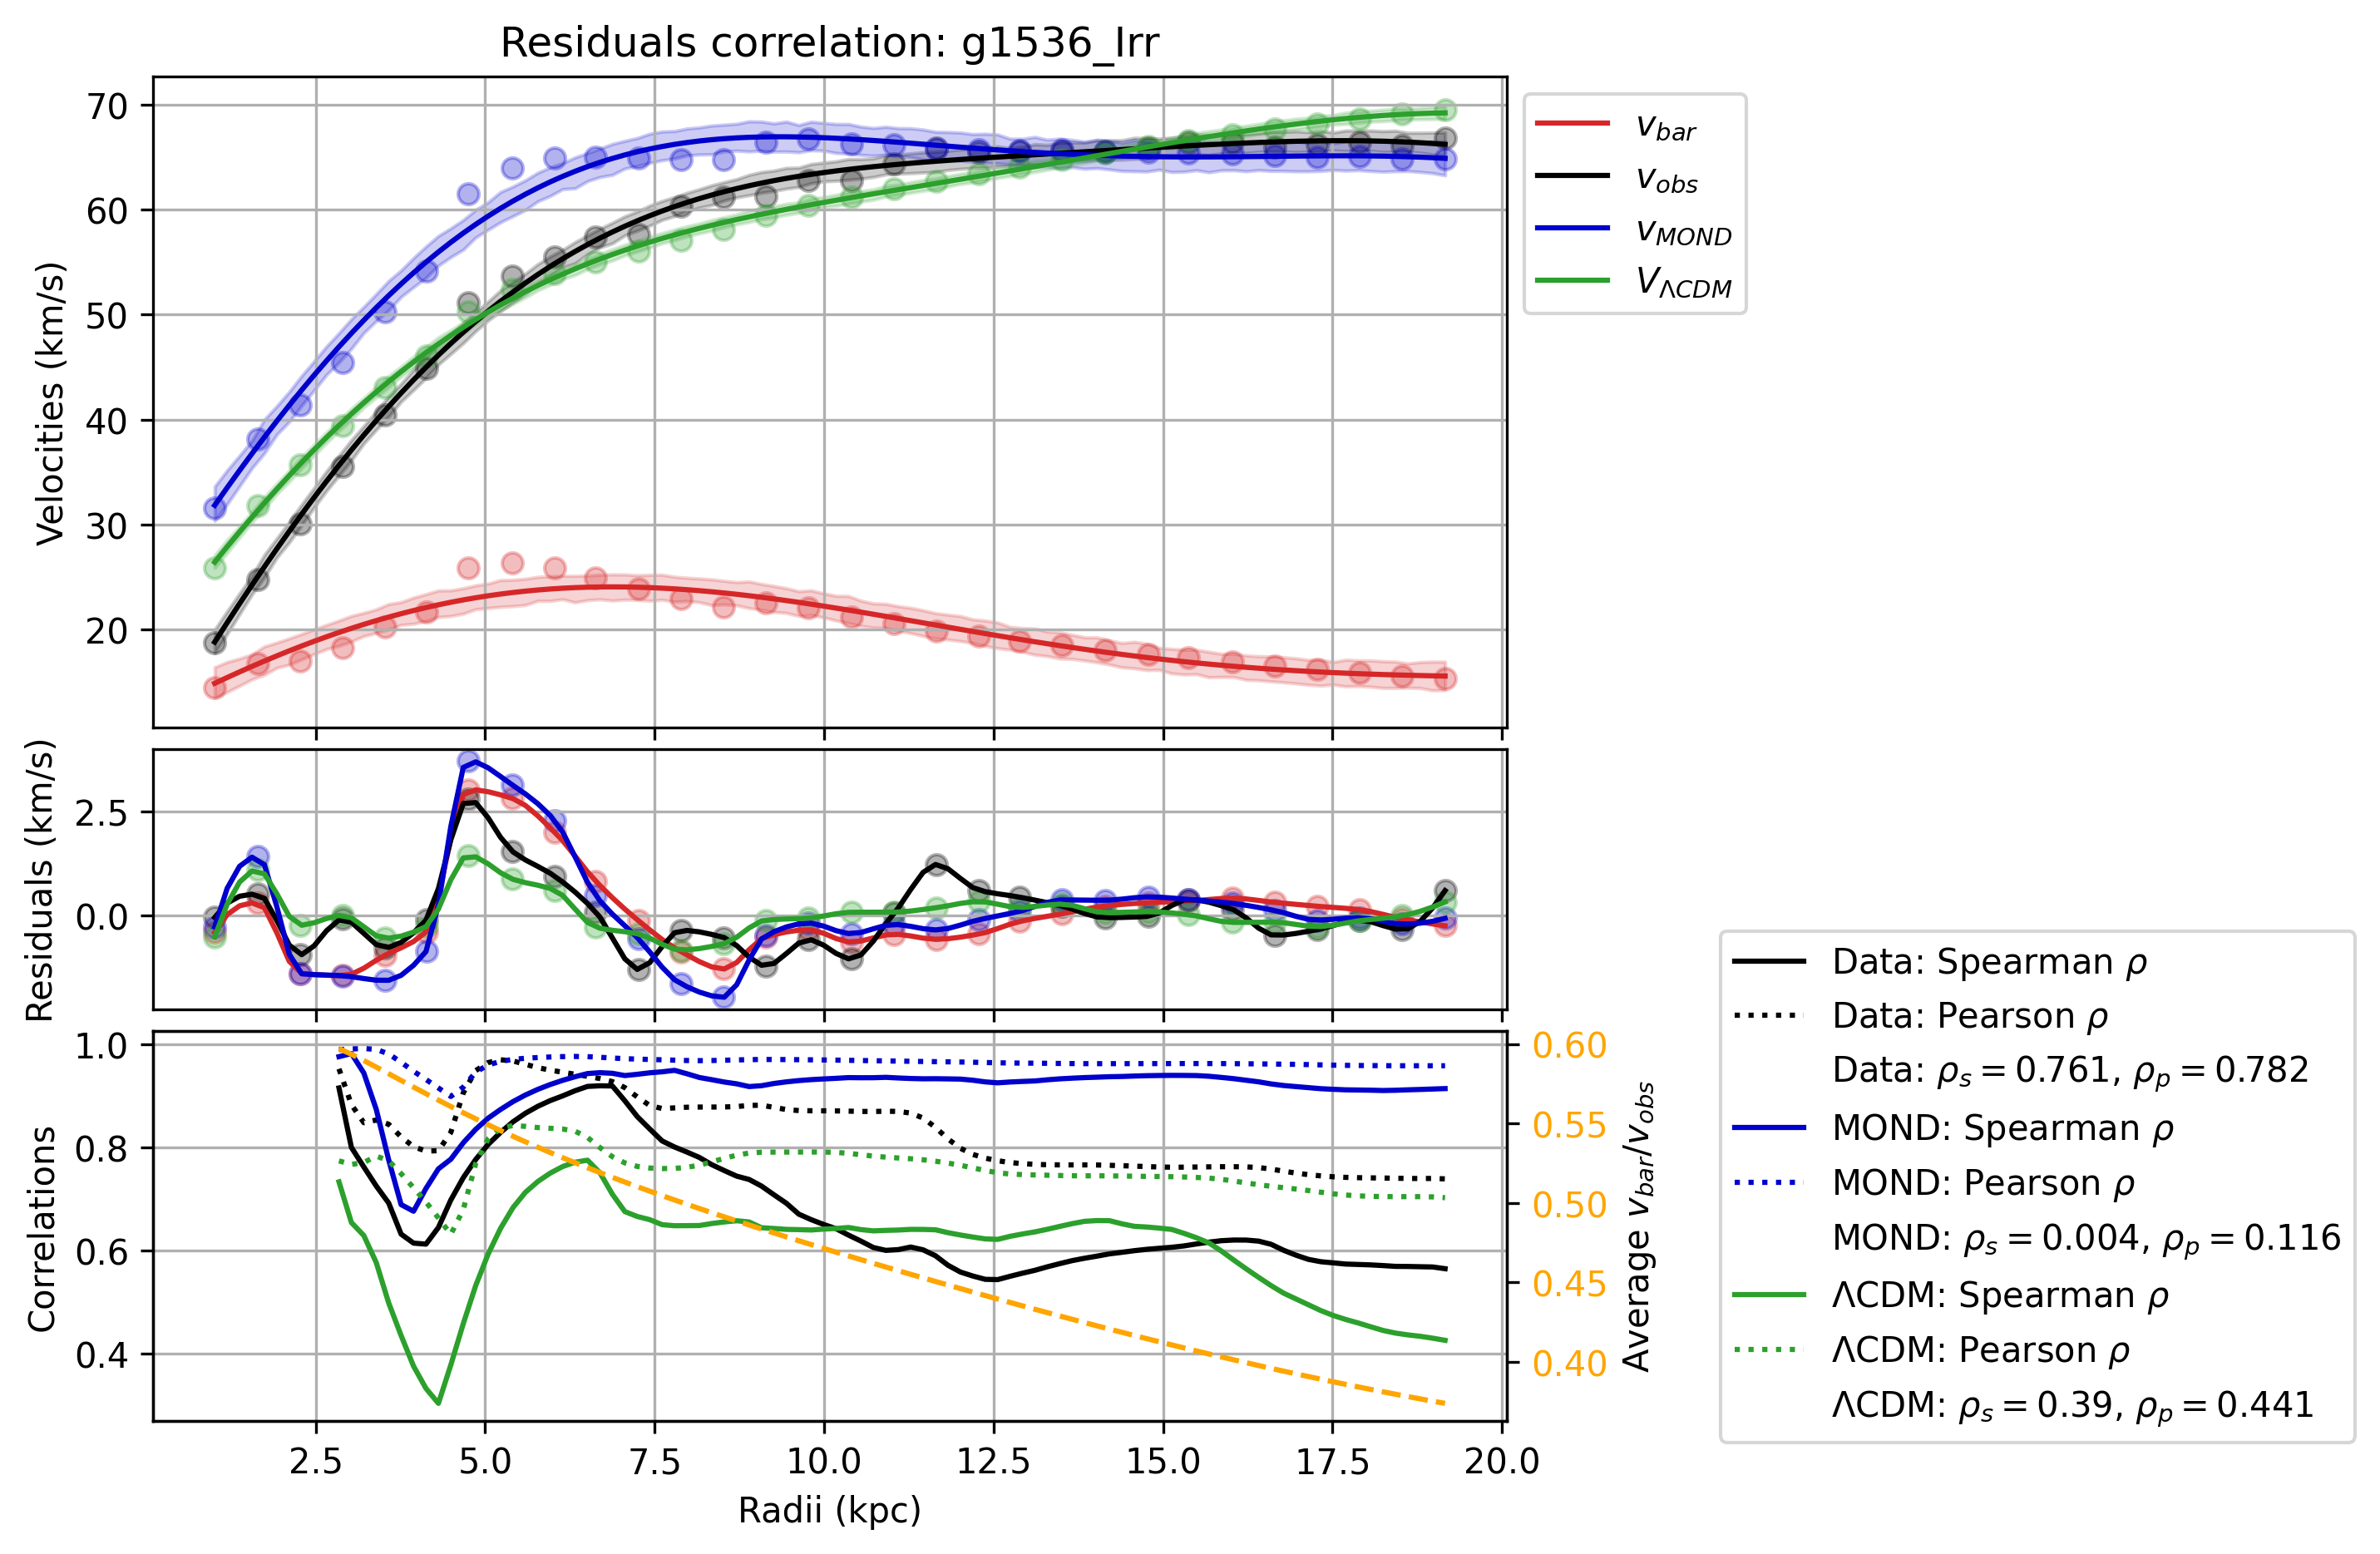 Residuals correlation: g1536_Irr
Velocities (km/s)
70
60
50
40
30
20
v_bar
v_obs
v_MOND
V_ΛCDM
Residuals (km/s)
2.5
0.0
Correlations
1.0
0.8
0.6
0.4
0.60
0.55
0.50
0.45
0.40
Average v_bar/v_obs
2.5 5.0 7.5 10.0 12.5 15.0 17.5 20.0
Radii (kpc)
Data: Spearman ρ
Data: Pearson ρ
Data: ρ_s = 0.761, ρ_p = 0.782
MOND: Spearman ρ
MOND: Pearson ρ
MOND: ρ_s = 0.004, ρ_p = 0.116
ΛCDM: Spearman ρ
ΛCDM: Pearson ρ
ΛCDM: ρ_s = 0.39, ρ_p = 0.441